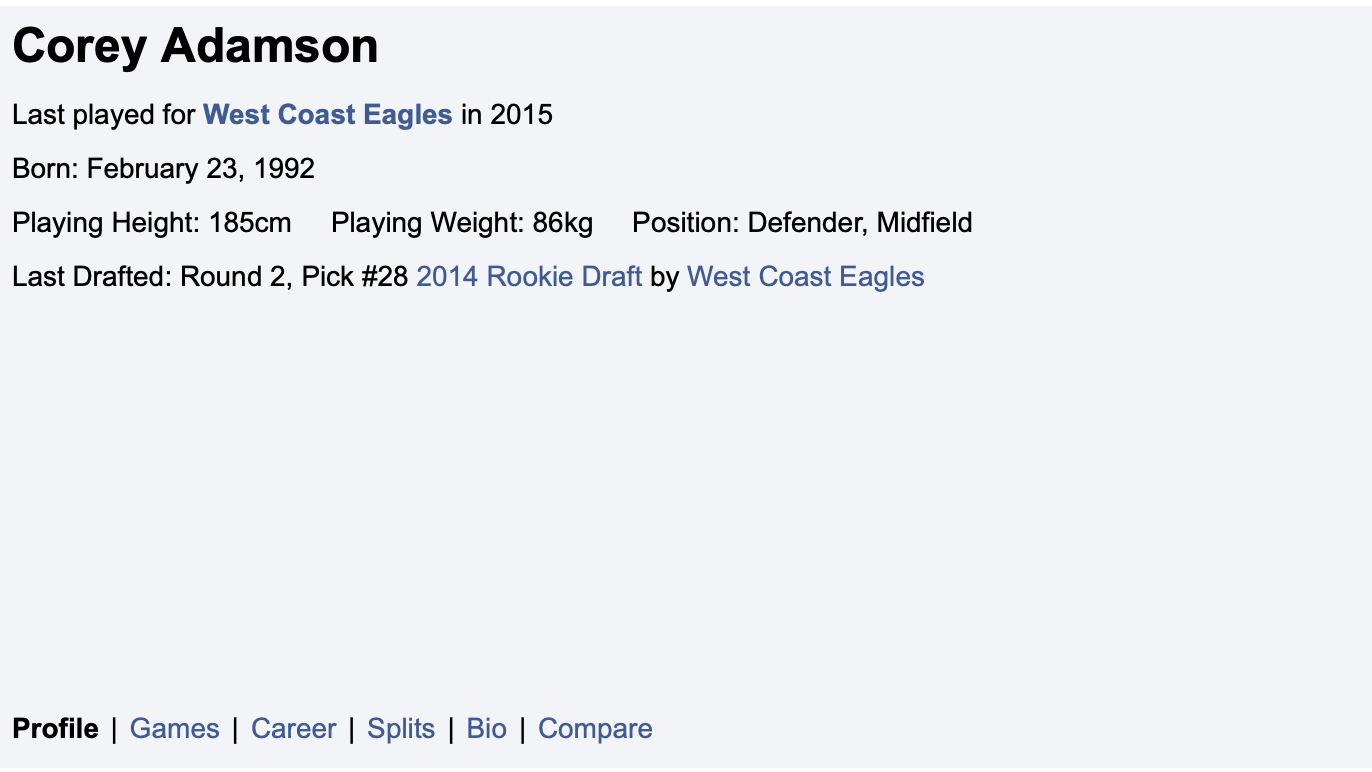 Corey Adamson
Last played for West Coast Eagles in 2015
Born: February 23, 1992
Playing Height: 185cm Playing Weight: 86kg Position: Defender, Midfield
Last Drafted: Round 2, Pick #28 2014 Rookie Draft by West Coast Eagles
Profile | Games | Career | Splits | Bio | Compare